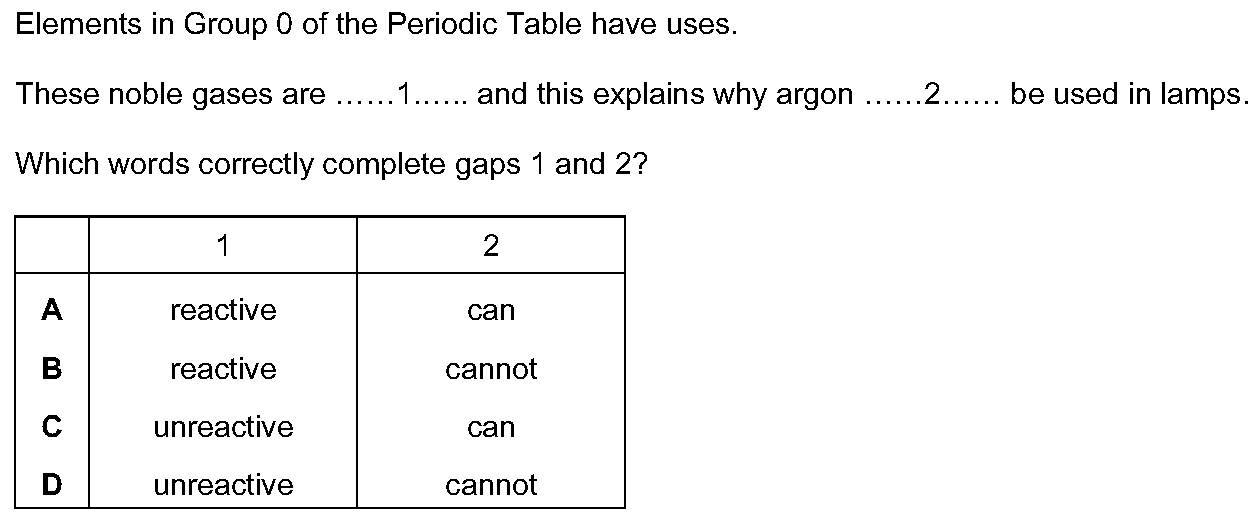 Elements in Group 0 of the Periodic Table have uses.
These noble gases are ......1...... and this explains why argon ......2...... be used in lamps.
Which words correctly complete gaps 1 and 2?
1 2
A reactive can
B reactive cannot
C unreactive can
D unreactive cannot